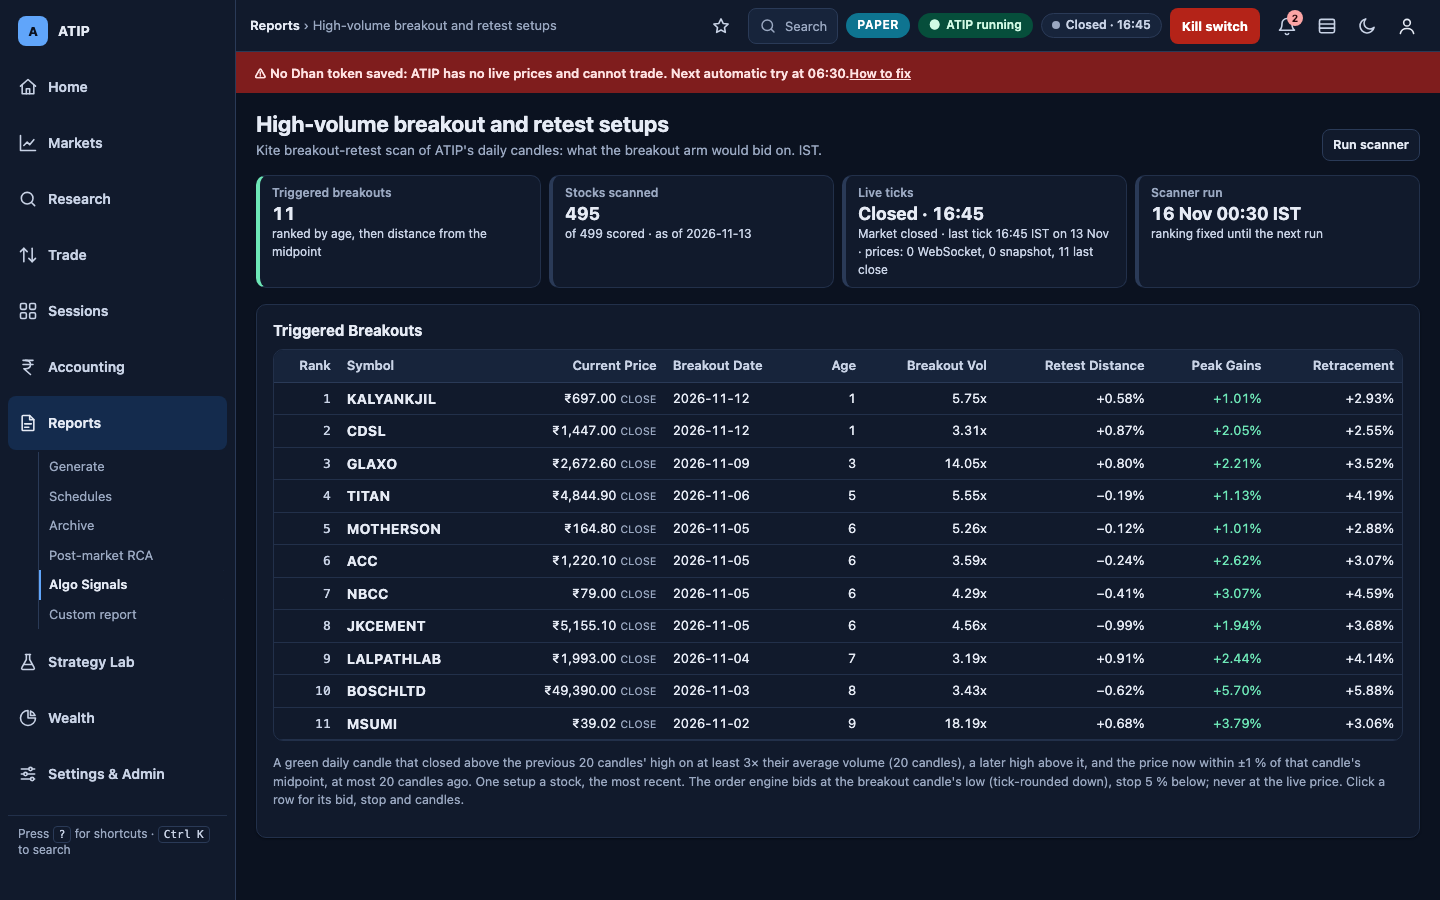 A ATIP
Home
Markets
Research
Trade
Sessions
Accounting
Reports
Generate
Schedules
Archive
Post-market RCA
Algo Signals
Custom report
Strategy Lab
Wealth
Settings & Admin
Press ? for shortcuts · Ctrl K
to search
Reports › High-volume breakout and retest setups
Search
PAPER
ATIP running
Closed · 16:45
Kill switch
2
⚠ No Dhan token saved: ATIP has no live prices and cannot trade. Next automatic try at 06:30.How to fix
High-volume breakout and retest setups
Kite breakout-retest scan of ATIP's daily candles: what the breakout arm would bid on. IST.
Run scanner
Triggered breakouts
11
ranked by age, then distance from the
midpoint
Stocks scanned
495
of 499 scored · as of 2026-11-13
Live ticks
Closed · 16:45
Market closed · last tick 16:45 IST on 13 Nov
· prices: 0 WebSocket, 0 snapshot, 11 last
close
Scanner run
16 Nov 00:30 IST
ranking fixed until the next run
Triggered Breakouts
Rank Symbol Current Price Breakout Date Age Breakout Vol Retest Distance Peak Gains Retracement
1 KALYANKJIL ₹697.00 CLOSE 2026-11-12 1 5.75x +0.58% +1.01% +2.93%
2 CDSL ₹1,447.00 CLOSE 2026-11-12 1 3.31x +0.87% +2.05% +2.55%
3 GLAXO ₹2,672.60 CLOSE 2026-11-09 3 14.05x +0.80% +2.21% +3.52%
4 TITAN ₹4,844.90 CLOSE 2026-11-06 5 5.55x −0.19% +1.13% +4.19%
5 MOTHERSON ₹164.80 CLOSE 2026-11-05 6 5.26x −0.12% +1.01% +2.88%
6 ACC ₹1,220.10 CLOSE 2026-11-05 6 3.59x −0.24% +2.62% +3.07%
7 NBCC ₹79.00 CLOSE 2026-11-05 6 4.29x −0.41% +3.07% +4.59%
8 JKCEMENT ₹5,155.10 CLOSE 2026-11-05 6 4.56x −0.99% +1.94% +3.68%
9 LALPATHLAB ₹1,993.00 CLOSE 2026-11-04 7 3.19x +0.91% +2.44% +4.14%
10 BOSCHLTD ₹49,390.00 CLOSE 2026-11-03 8 3.43x −0.62% +5.70% +5.88%
11 MSUMI ₹39.02 CLOSE 2026-11-02 9 18.19x +0.68% +3.79% +3.06%
A green daily candle that closed above the previous 20 candles' high on at least 3× their average volume (20 candles), a later high above it, and the price now within ±1 % of that candle's
midpoint, at most 20 candles ago. One setup a stock, the most recent. The order engine bids at the breakout candle's low (tick-rounded down), stop 5 % below; never at the live price. Click a
row for its bid, stop and candles.